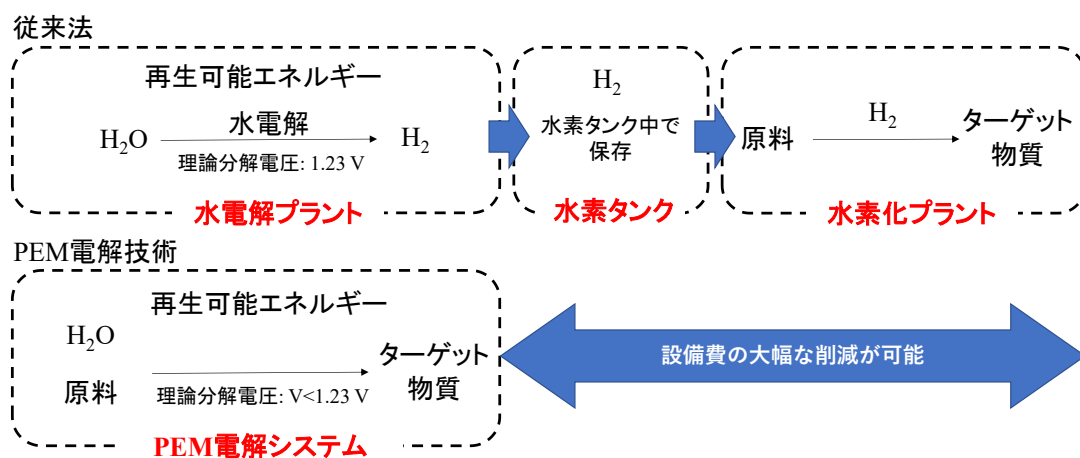 従来法
再生可能エネルギー
H₂O
水電解
H₂
理論分解電圧: 1.23 V
水電解プラント
H₂
水素タンク中で
保存
水素タンク
原料
H₂
ターゲット
物質
水素化プラント
PEM電解技術
再生可能エネルギー
H₂O
原料
理論分解電圧: V<1.23 V
ターゲット
物質
PEM電解システム
設備費の大幅な削減が可能